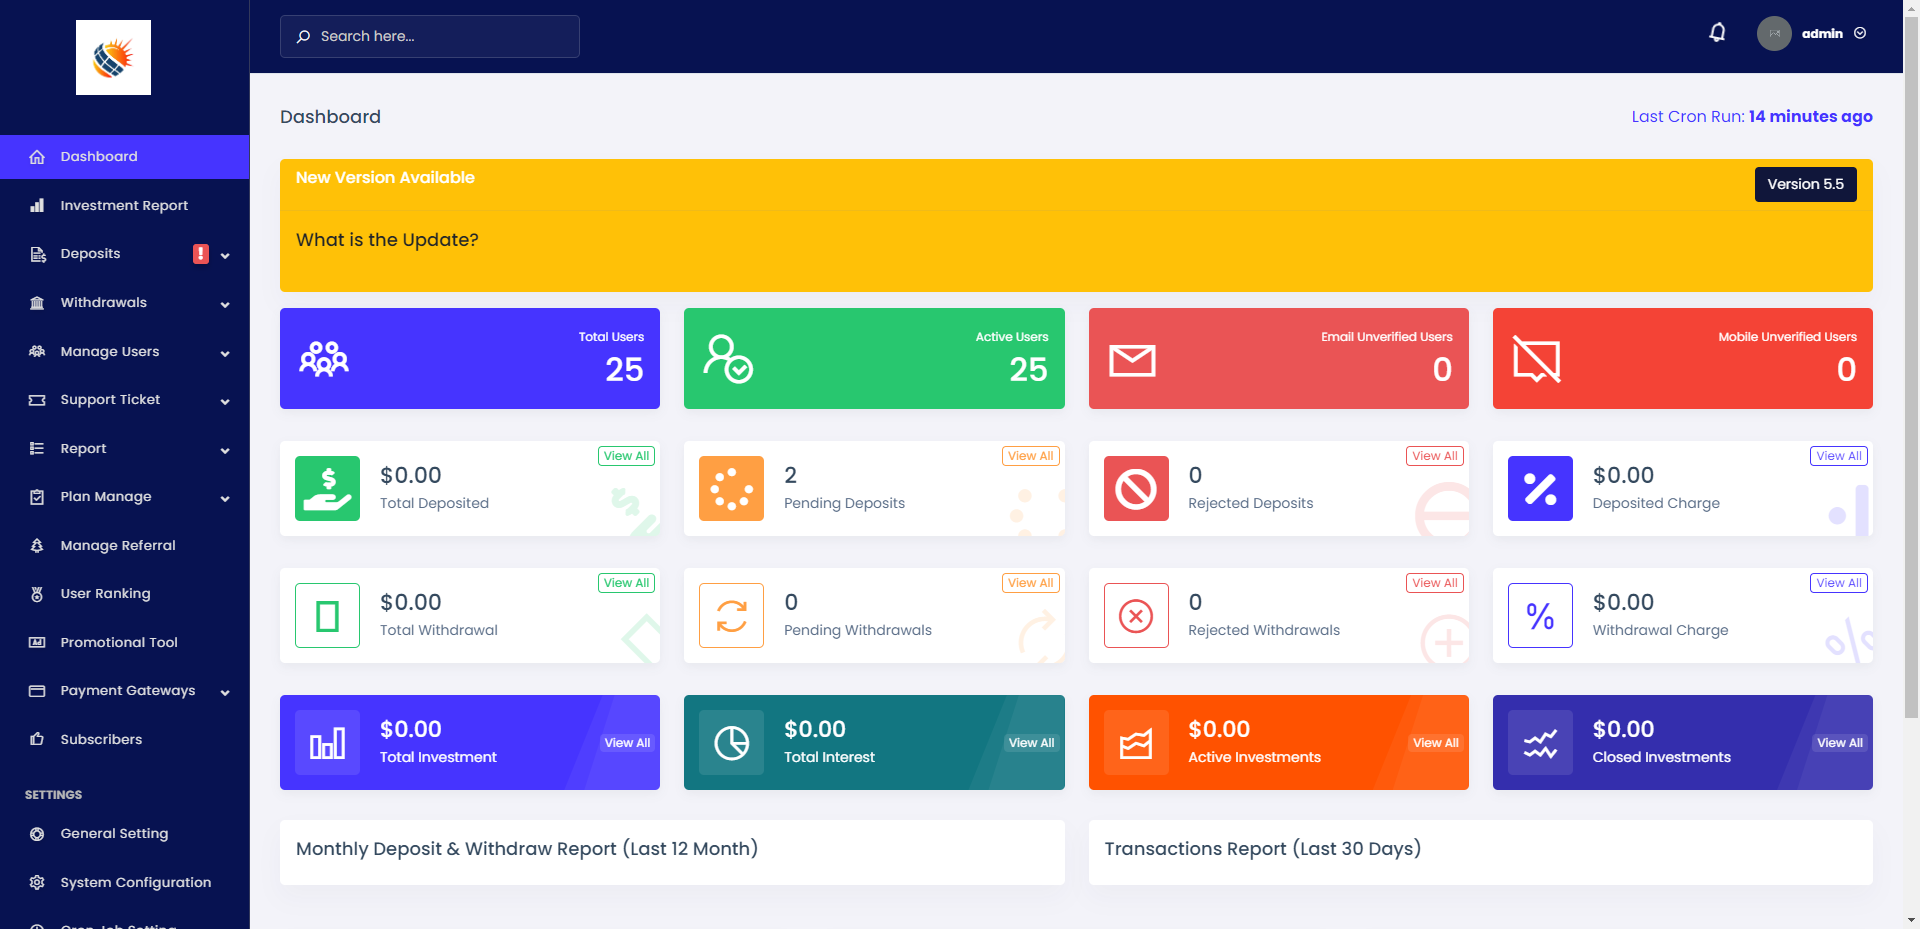 Search here...
admin
Dashboard
Investment Report
Deposits
!
Withdrawals
Manage Users
Support Ticket
Report
Plan Manage
Manage Referral
User Ranking
Promotional Tool
Payment Gateways
Subscribers
SETTINGS
General Setting
System Configuration
Cron Job Setting
Dashboard
Last Cron Run: 14 minutes ago
New Version Available
Version 5.5
What is the Update?
Total Users
25
Active Users
25
Email Unverified Users
0
Mobile Unverified Users
0
View All
$0.00
Total Deposited
View All
2
Pending Deposits
View All
0
Rejected Deposits
View All
$0.00
Deposited Charge
View All
$0.00
Total Withdrawal
View All
0
Pending Withdrawals
View All
0
Rejected Withdrawals
View All
$0.00
Withdrawal Charge
$0.00
Total Investment
View All
$0.00
Total Interest
View All
$0.00
Active Investments
View All
$0.00
Closed Investments
View All
Monthly Deposit & Withdraw Report (Last 12 Month)
Transactions Report (Last 30 Days)